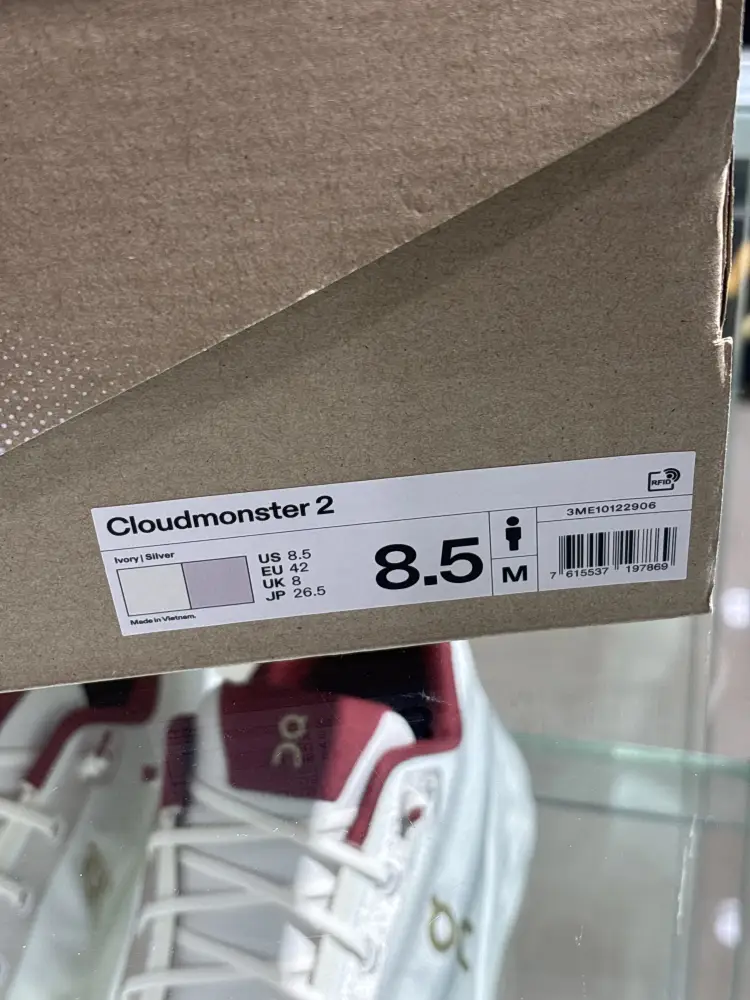 Cloudmonster 2
RFID
Ivory | Silver
US 8.5
EU 42
UK 8
JP 26.5
8.5
M
3ME10122906
7 615537 197869
Made in Vietnam.